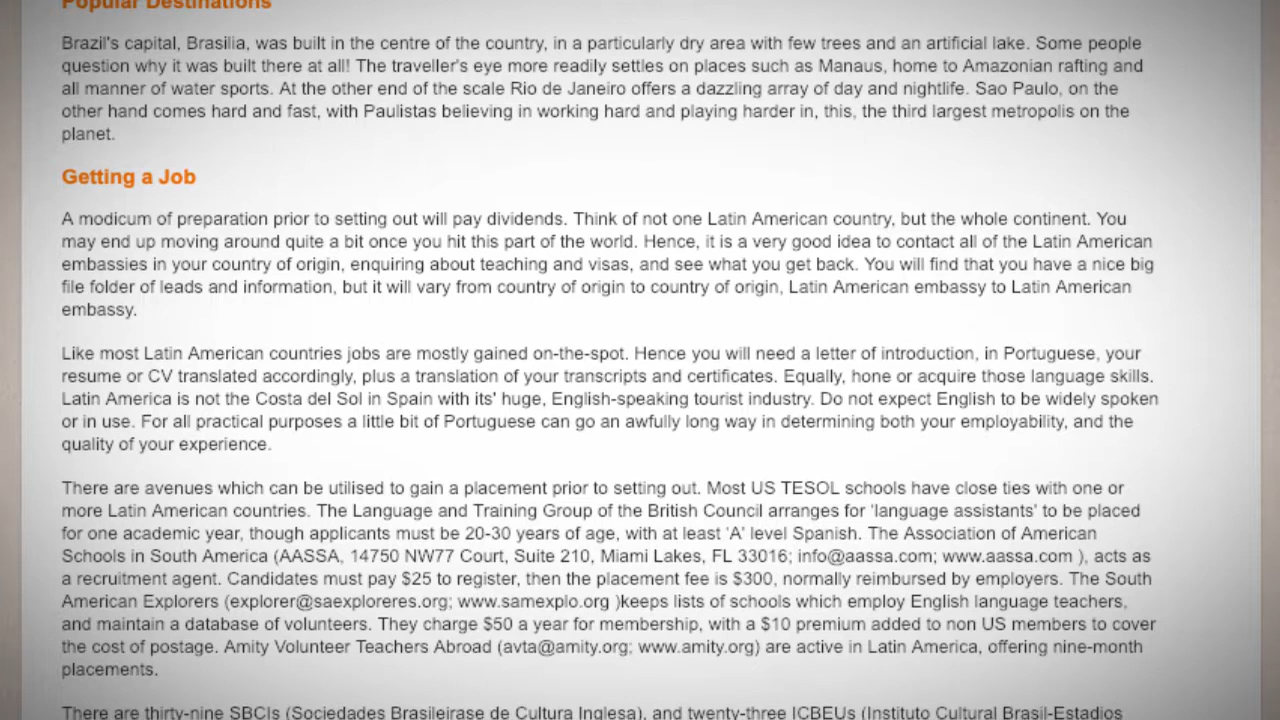 Popular Destinations
Brazil's capital, Brasilia, was built in the centre of the country, in a particularly dry area with few trees and an artificial lake. Some people
question why it was built there at all! The traveller's eye more readily settles on places such as Manaus, home to Amazonian rafting and
all manner of water sports. At the other end of the scale Rio de Janeiro offers a dazzling array of day and nightlife. Sao Paulo, on the
other hand comes hard and fast, with Paulistas believing in working hard and playing harder in, this, the third largest metropolis on the
planet.
Getting a Job
A modicum of preparation prior to setting out will pay dividends. Think of not one Latin American country, but the whole continent. You
may end up moving around quite a bit once you hit this part of the world. Hence, it is a very good idea to contact all of the Latin American
embassies in your country of origin, enquiring about teaching and visas, and see what you get back. You will find that you have a nice big
file folder of leads and information, but it will vary from country of origin to country of origin, Latin American embassy to Latin American
embassy.
Like most Latin American countries jobs are mostly gained on-the-spot. Hence you will need a letter of introduction, in Portuguese, your
resume or CV translated accordingly, plus a translation of your transcripts and certificates. Equally, hone or acquire those language skills.
Latin America is not the Costa del Sol in Spain with its' huge, English-speaking tourist industry. Do not expect English to be widely spoken
or in use. For all practical purposes a little bit of Portuguese can go an awfully long way in determining both your employability, and the
quality of your experience.
There are avenues which can be utilised to gain a placement prior to setting out. Most US TESOL schools have close ties with one or
more Latin American countries. The Language and Training Group of the British Council arranges for 'language assistants' to be placed
for one academic year, though applicants must be 20-30 years of age, with at least 'A' level Spanish. The Association of American
Schools in South America (AASSA, 14750 NW77 Court, Suite 210, Miami Lakes, FL 33016; info@aassa.com; www.aassa.com ), acts as
a recruitment agent. Candidates must pay $25 to register, then the placement fee is $300, normally reimbursed by employers. The South
American Explorers (explorer@saexploreres.org; www.samexplo.org )keeps lists of schools which employ English language teachers,
and maintain a database of volunteers. They charge $50 a year for membership, with a $10 premium added to non US members to cover
the cost of postage. Amity Volunteer Teachers Abroad (avta@amity.org; www.amity.org) are active in Latin America, offering nine-month
placements.
There are thirty-nine SBCIs (Sociedades Brasileirase de Cultura Inglesa), and twenty-three ICBEUs (Instituto Cultural Brasil-Estadios